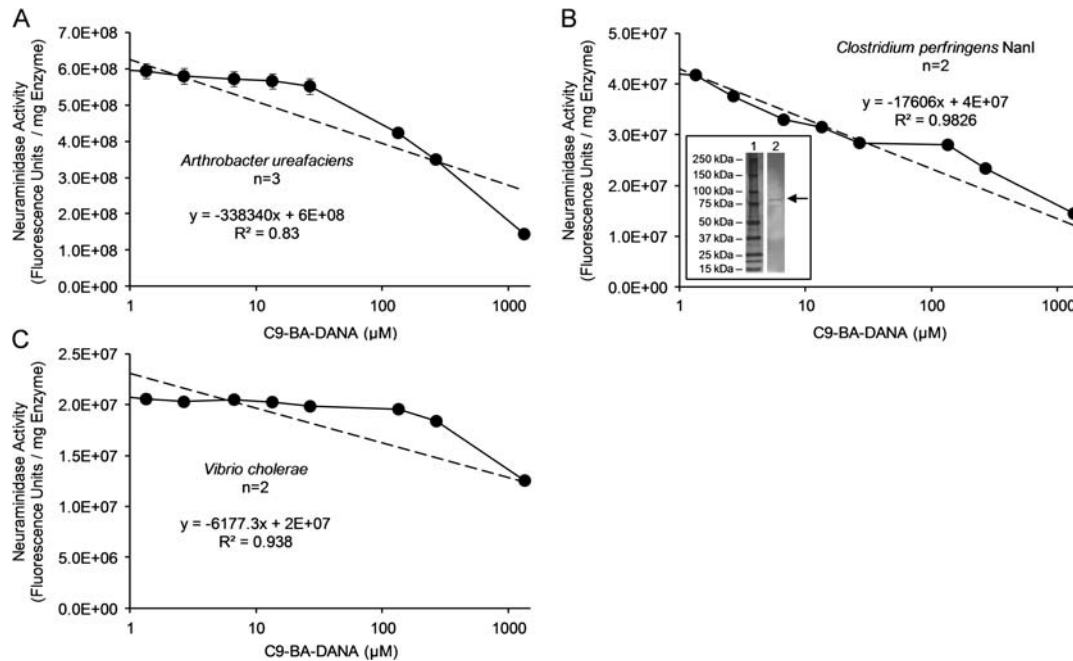 A
Neuraminidase Activity
(Fluorescence Units / mg Enzyme)
7.0E+08
6.0E+08
5.0E+08
4.0E+08
3.0E+08
2.0E+08
1.0E+08
0.0E+00
Arthrobacter ureafaciens
n=3
y = -338340x + 6E+08
R² = 0.83
1 10 100 1000
C9-BA-DANA (µM)
B
Neuraminidase Activity
(Fluorescence Units / mg Enzyme)
5.0E+07
4.0E+07
3.0E+07
2.0E+07
1.0E+07
0.0E+00
Clostridium perfringens NanI
n=2
y = -17606x + 4E+07
R² = 0.9826
1 2
250 kDa
150 kDa
100 kDa
75 kDa
50 kDa
37 kDa
25 kDa
15 kDa
1 10 100 1000
C9-BA-DANA (µM)
C
Neuraminidase Activity
(Fluorescence Units / mg Enzyme)
2.5E+07
2.0E+07
1.5E+07
1.0E+07
5.0E+06
0.0E+00
Vibrio cholerae
n=2
y = -6177.3x + 2E+07
R² = 0.938
1 10 100 1000
C9-BA-DANA (µM)